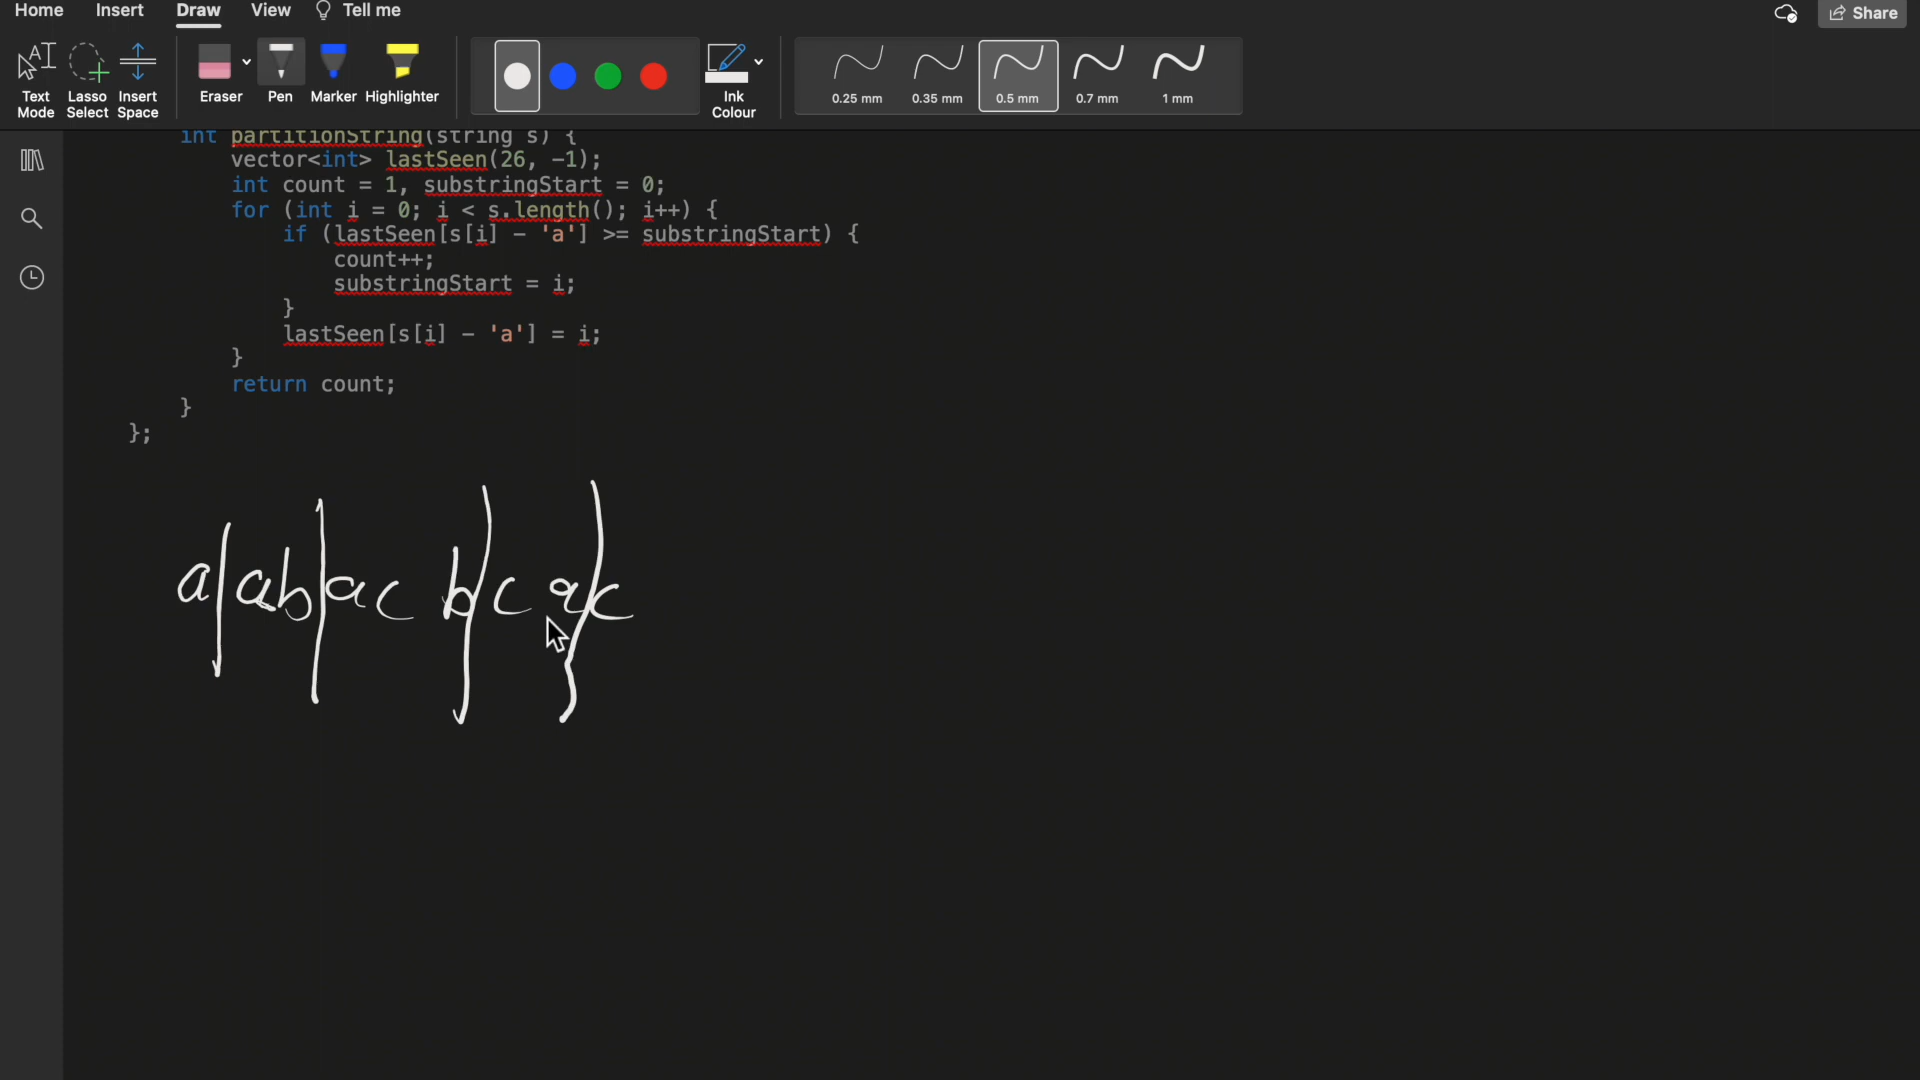 Home Insert Draw View Tell me Share
Text Mode Lasso Select Insert Space Eraser Pen Marker Highlighter Ink Colour 0.25 mm 0.35 mm 0.5 mm 0.7 mm 1 mm
int partitionString(string s) {
vector<int> lastSeen(26, -1);
int count = 1, substringStart = 0;
for (int i = 0; i < s.length(); i++) {
if (lastSeen[s[i] - 'a'] >= substringStart) {
count++;
substringStart = i;
}
lastSeen[s[i] - 'a'] = i;
}
return count;
}
};
a|ab|ac b|c a|c